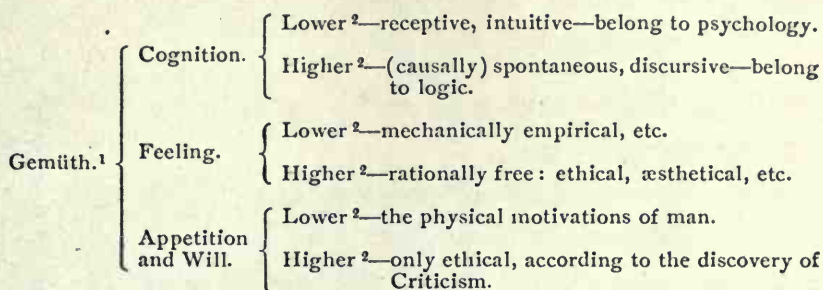 Lower ²—receptive, intuitive—belong to psychology.
Cognition.
Higher ²—(causally) spontaneous, discursive—belong
to logic.
Lower ²—mechanically empirical, etc.
Gemüth.¹
Feeling.
Higher ²—rationally free: ethical, æsthetical, etc.
Lower ²—the physical motivations of man.
Appetition
and Will.
Higher ²—only ethical, according to the discovery of
Criticism.